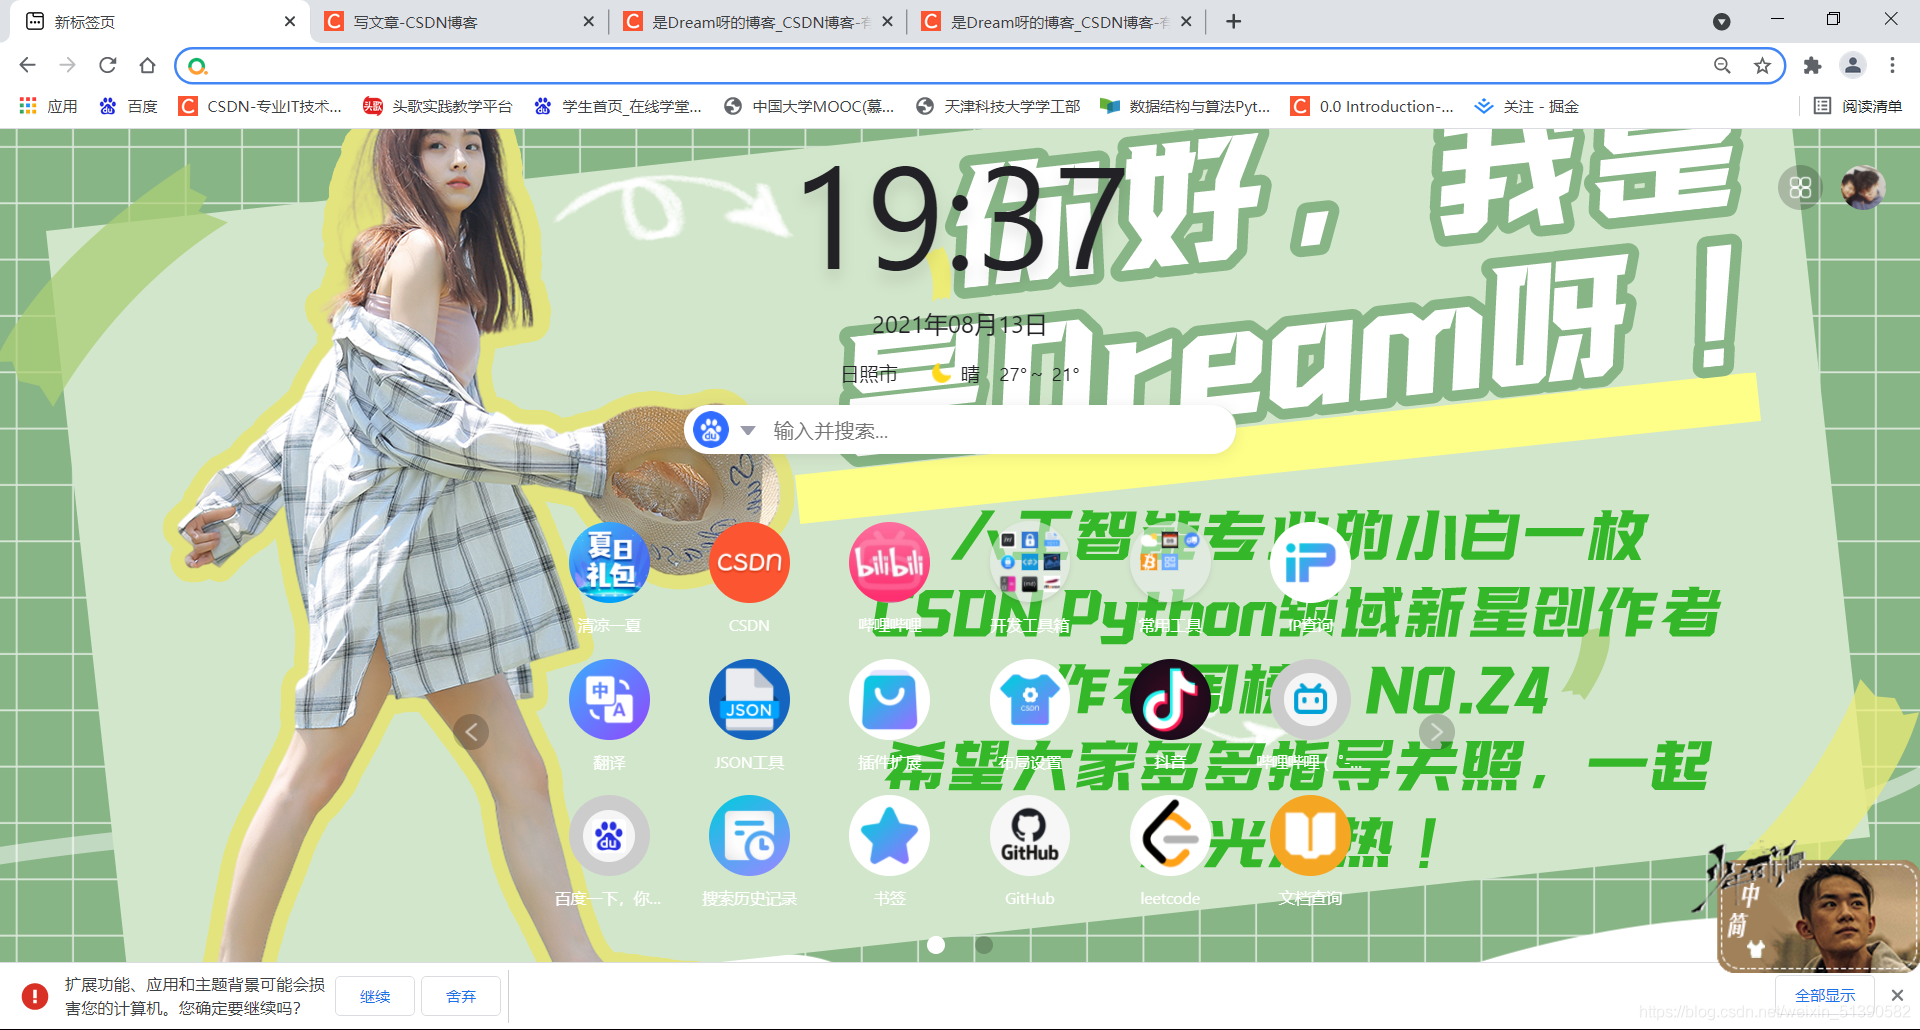 新标签页
写文章-CSDN博客
是Dream呀的博客_CSDN博客-
是Dream呀的博客_CSDN博客-
应用
百度
CSDN-专业IT技术...
头歌
头歌实践教学平台
学生首页_在线学堂...
中国大学MOOC(慕...
天津科技大学学工部
数据结构与算法Pyt...
0.0 Introduction-...
关注 - 掘金
阅读清单
你好，我是
是Dream呀！
19:37
2021年08月13日
日照市 晴 27° ~ 21°
du
输入并搜索...
人工智能专业的小白一枚
CSDN Python领域新星创作者
NO.24
希望大家多多指导关照，一起
光 热！
夏日
礼包
CSDN
bilibili
iP
清凉一夏
CSDN
哔哩哔哩
开发工具箱
常用工具
IP查询
中
A
JSON
csdn
翻译
JSON工具
插件扩展
布局设置
抖音
哔哩哔哩
du
GitHub
百度一下，你...
搜索历史记录
书签
GitHub
leetcode
文档查询
中
简
扩展功能、应用和主题背景可能会损
害您的计算机。您确定要继续吗？
继续
舍弃
全部显示
https://blog.csdn.net/weixin_51390582